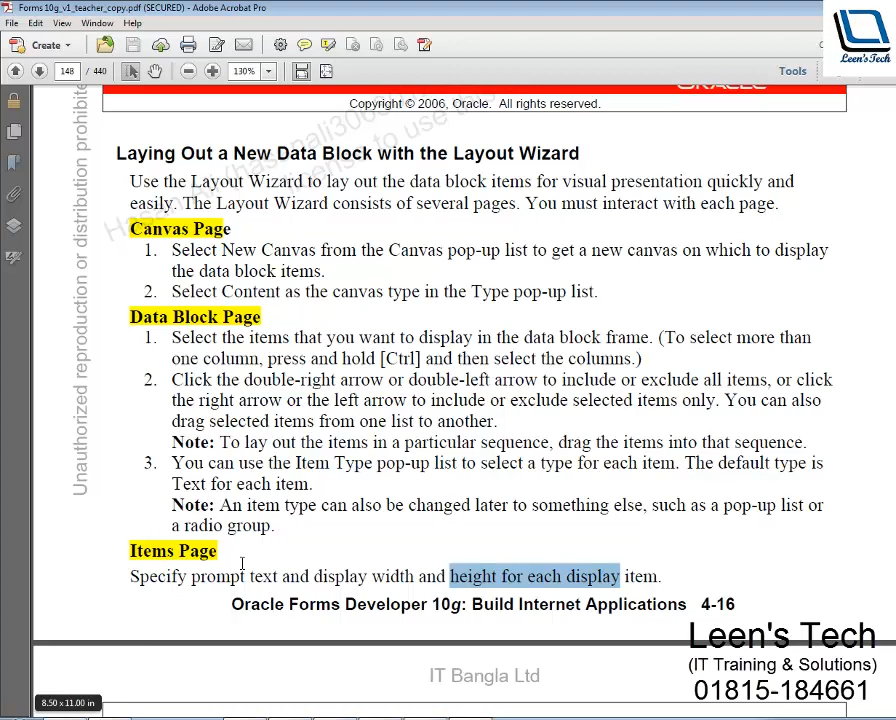 Forms 10g_v1_teacher_copy.pdf (SECURED) - Adobe Acrobat Pro
File Edit View Window Help
Create
148 / 440 130% Tools
Leen'sTech
Copyright © 2006, Oracle. All rights reserved.
Laying Out a New Data Block with the Layout Wizard
Use the Layout Wizard to lay out the data block items for visual presentation quickly and
easily. The Layout Wizard consists of several pages. You must interact with each page.
Canvas Page
1. Select New Canvas from the Canvas pop-up list to get a new canvas on which to display
the data block items.
2. Select Content as the canvas type in the Type pop-up list.
Data Block Page
1. Select the items that you want to display in the data block frame. (To select more than
one column, press and hold [Ctrl] and then select the columns.)
2. Click the double-right arrow or double-left arrow to include or exclude all items, or click
the right arrow or the left arrow to include or exclude selected items only. You can also
drag selected items from one list to another.
Note: To lay out the items in a particular sequence, drag the items into that sequence.
3. You can use the Item Type pop-up list to select a type for each item. The default type is
Text for each item.
Note: An item type can also be changed later to something else, such as a pop-up list or
a radio group.
Items Page
Specify prompt text and display width and height for each display item.
Oracle Forms Developer 10g: Build Internet Applications 4-16
Unauthorized reproduction or distribution prohibite
license to use this
IT Bangla Ltd
8.50 x 11.00 in
Leen's Tech
(IT Training & Solutions)
01815-184661